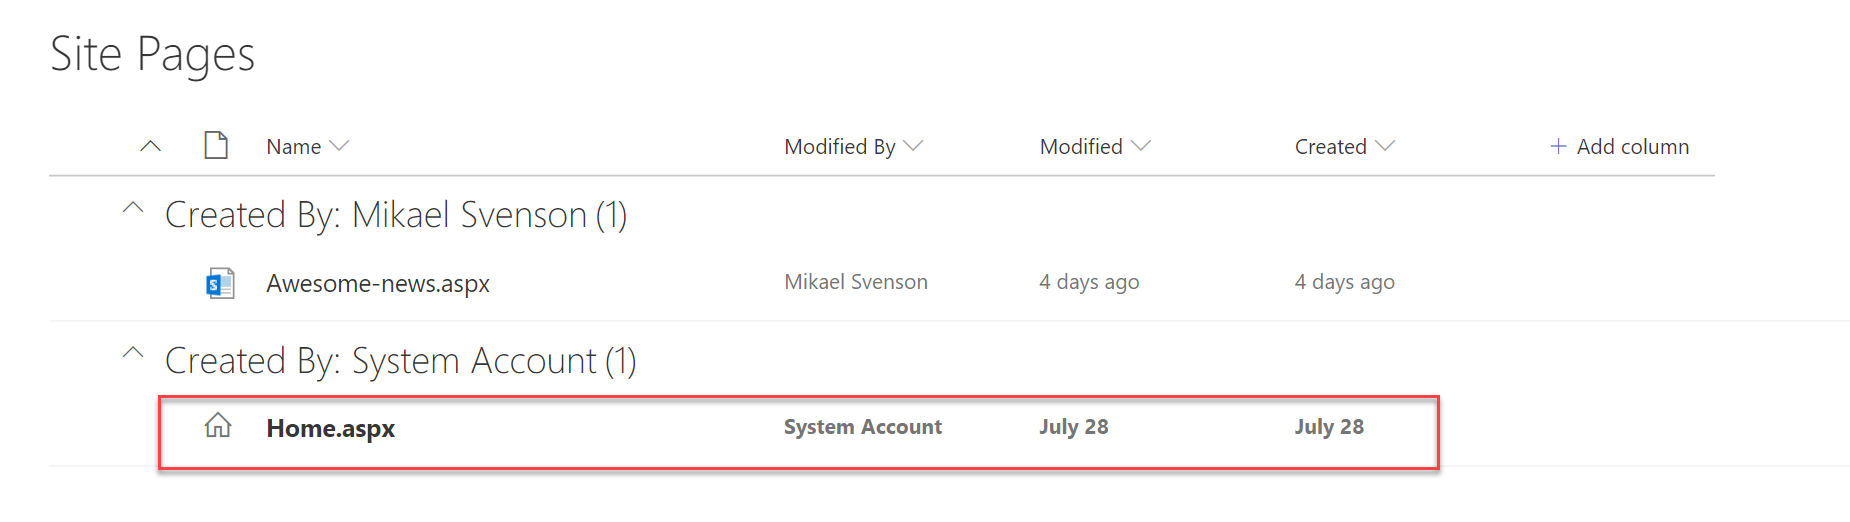 Site Pages
Name Modified By Modified Created + Add column
Created By: Mikael Svenson (1)
Awesome-news.aspx Mikael Svenson 4 days ago 4 days ago
Created By: System Account (1)
Home.aspx System Account July 28 July 28